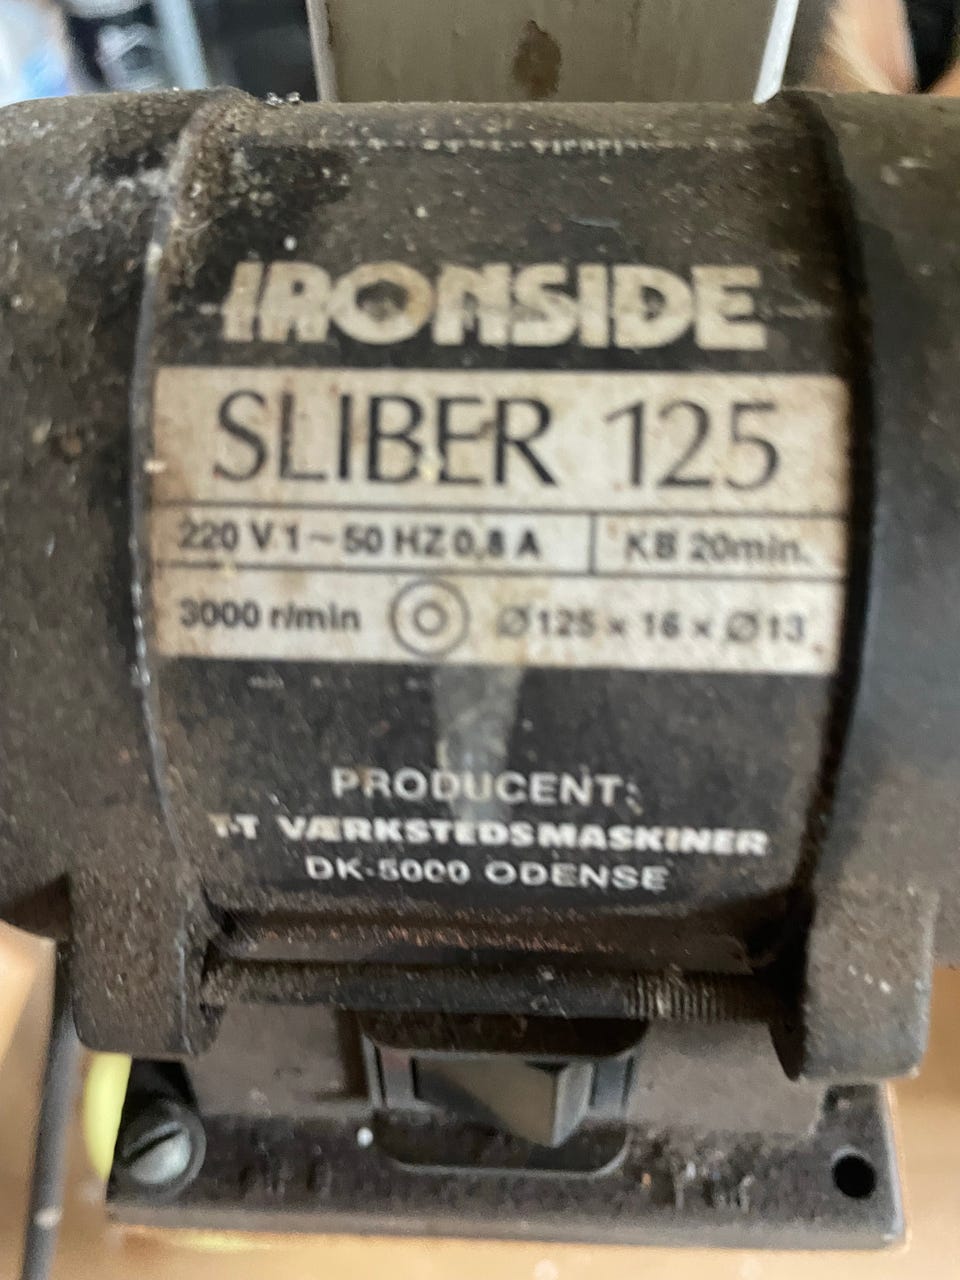 IRONSIDE
SLIBER 125
220 V 1~50 HZ 0,8 A KB 20min.
3000 r/min Ø125 x 16 x Ø13
PRODUCENT:
T-T VÆRKSTEDSMASKINER
DK-5000 ODENSE